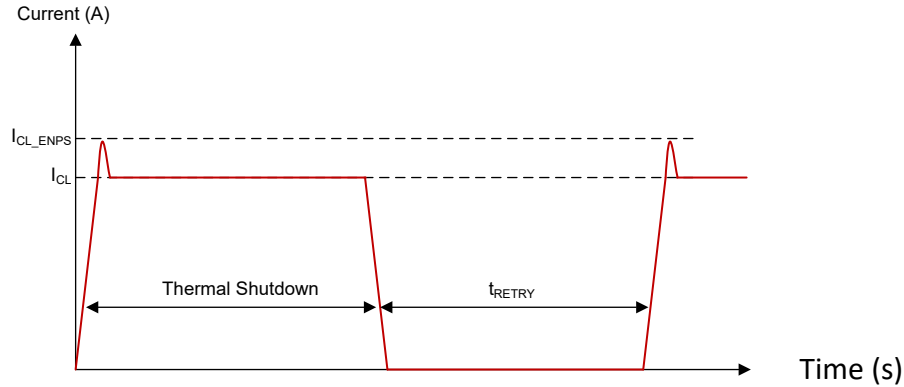 Current (A)
I_CL_ENPS
I_CL
Thermal Shutdown
t_RETRY
Time (s)